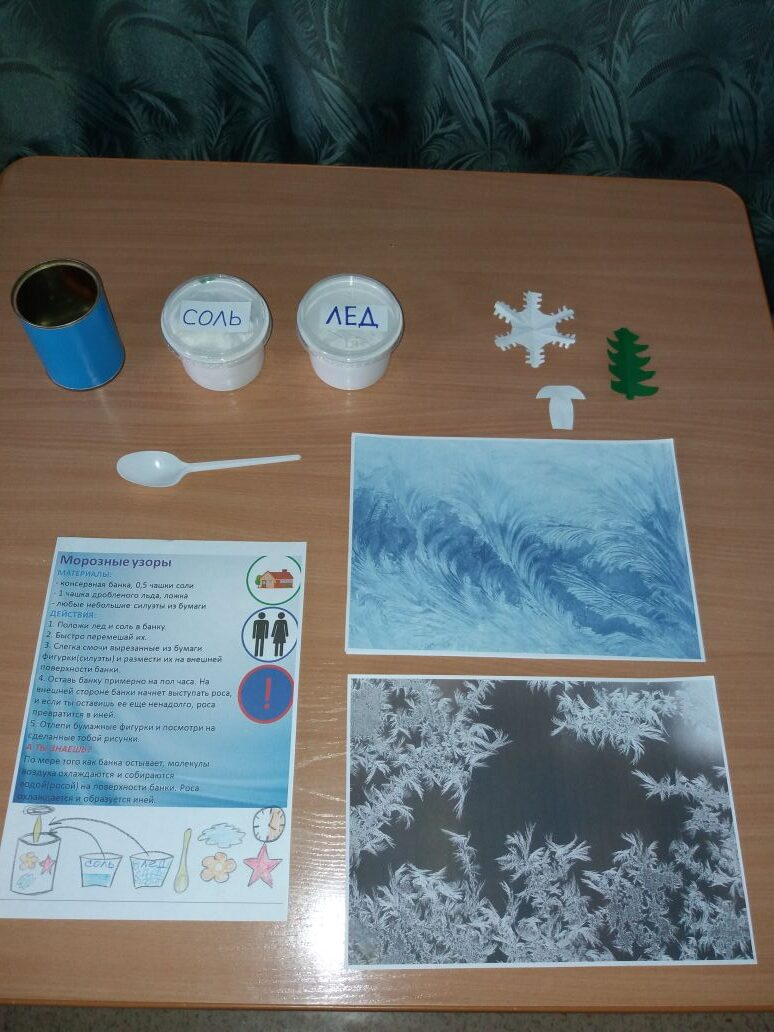 СОЛЬ
ЛЕД
Морозные узоры
МАТЕРИАЛЫ:
- консервная банка, 0,5 чашки соли
- 1 чашка дробленого льда, ложка
- любые небольшие силуэты из бумаги
ДЕЙСТВИЯ:
1. Положи лед и соль в банку.
2. Быстро перемешай их.
3. Слегка смочи вырезанные из бумаги
фигурки(силуэты) и размести их на внешней
поверхности банки.
4. Оставь банку примерно на пол часа. На
внешней стороне банки начнет выступать роса,
и если ты оставишь ее еще ненадолго, роса
превратится в иней.
5. Отлепи бумажные фигурки и посмотри на
сделанные тобой рисунки.
А ТЫ ЗНАЕШЬ?
По мере того как банка остывает, молекулы
воздуха охлаждаются и собираются
водой(росой) на поверхности банки. Роса
охлаждается и образуется иней.
!
СОЛЬ
ЛЕД